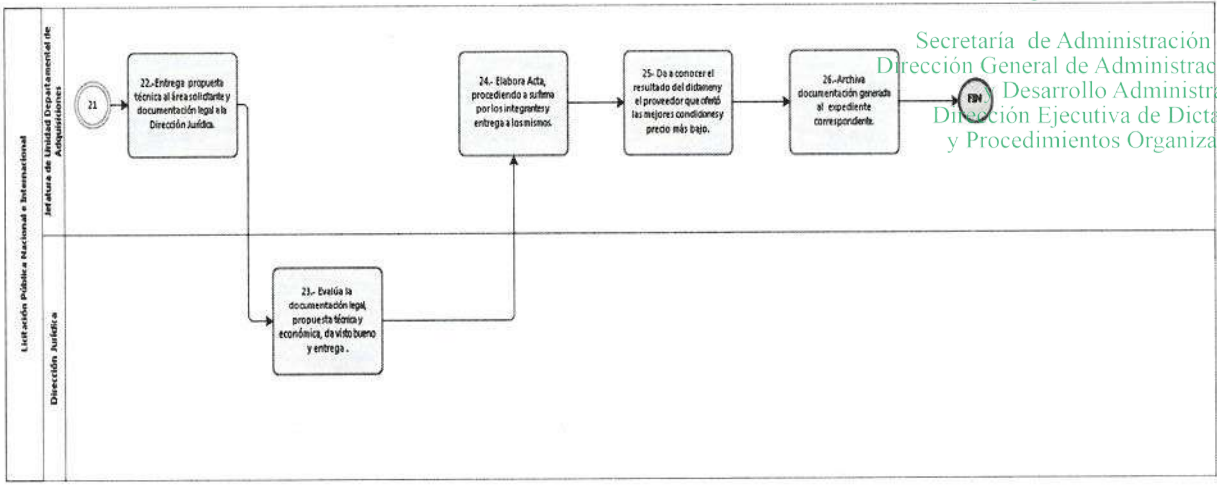 Secretaría de Administración
Dirección General de Administrac
y Desarrollo Administra
Dirección Ejecutiva de Dicta
y Procedimientos Organiza
Licitación Pública Nacional e Internacional
Jefatura de Unidad Departamental de
Adquisiciones
21
22.-Entrega propuesta
técnica al área solicitante y
documentación legal a la
Dirección Jurídica.
24.- Elabora Acta,
procediendo a su firma
por los integrantes y
entrega a los mismos.
25- Da a conocer el
resultado del dictamen y
el proveedor que ofertó
las mejores condiciones y
precio más bajo.
26.-Archiva
documentación generada
al expediente
correspondiente.
FIN
Dirección Jurídica
23.- Evalúa la
documentación legal,
propuesta técnica y
económica, da visto bueno
y entrega .